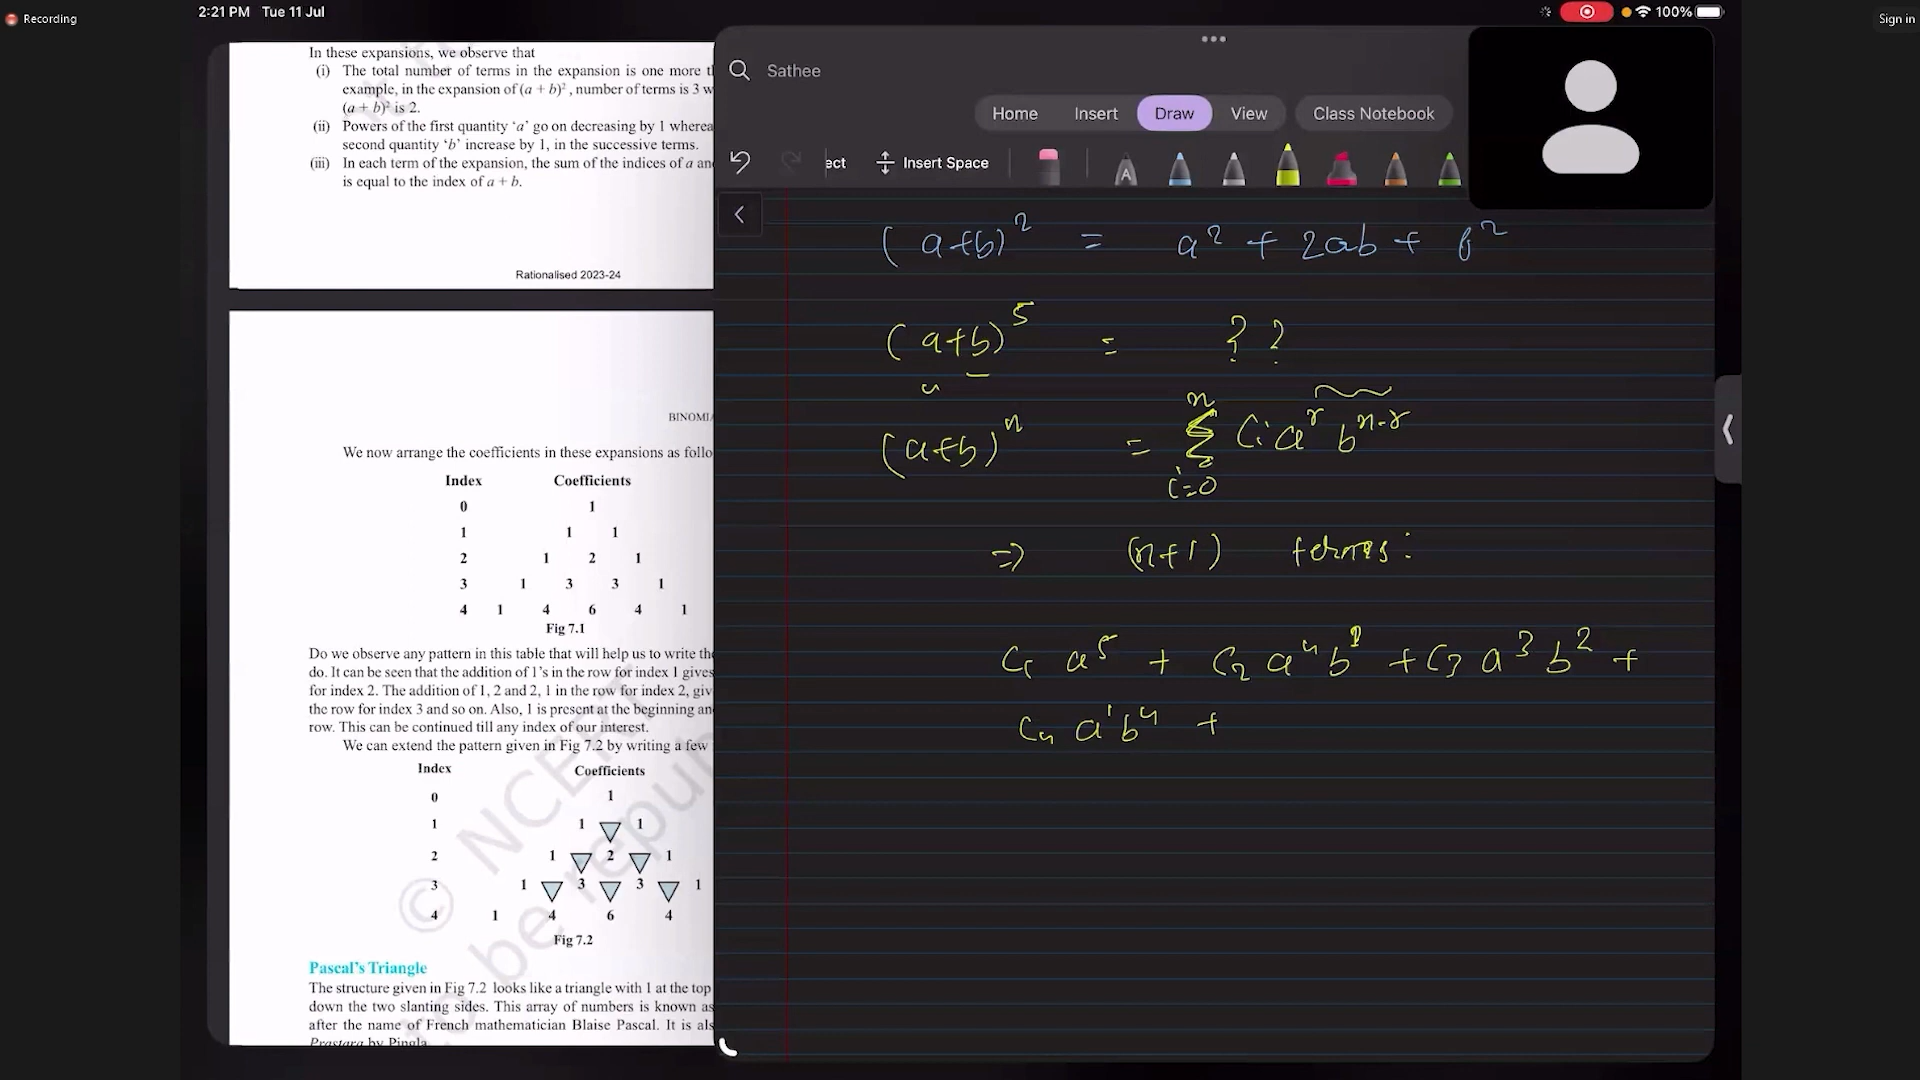 Recording
2:21 PM Tue 11 Jul
100%
Sign in
In these expansions, we observe that
(i) The total number of terms in the expansion is one more
example, in the expansion of (a + b)², number of terms is 3
(a + b)² is 2.
(ii) Powers of the first quantity ‘a’ go on decreasing by 1
second quantity ‘b’ increase by 1, in the successive terms.
(iii) In each term of the expansion, the sum of the indices of a
is equal to the index of a + b.
Rationalised 2023-24
We now arrange the coefficients in these expansions as
Index Coefficients
0 1
1 1 1
2 1 2 1
3 1 3 3 1
4 1 4 6 4 1
Fig 7.1
Do we observe any pattern in this table that will help us to write
do. It can be seen that the addition of 1’s in the row for index 1 gives
for index 2. The addition of 1, 2 and 2, 1 in the row for index 2,
the row for index 3 and so on. Also, 1 is present at the beginning
row. This can be continued till any index of our interest.
We can extend the pattern given in Fig 7.2 by writing a few
Index Coefficients
0 1
1 1 1
2 1 2 1
3 1 3 3 1
4 1 4 6 4
Fig 7.2
© NCERT
Pascal’s Triangle
The structure given in Fig 7.2 looks like a triangle with 1 at the top
down the two slanting sides. This array of numbers is known as
after the name of French mathematician Blaise Pascal. It is
Prastara by Pingla
Sathee
Home Insert Draw View Class Notebook
ect Insert Space
(a+b)² = a² + 2ab + b²
(a+b)⁵ = ??
(a+b)ⁿ = Σ Cᵢ aʳ bⁿ⁻ʳ
n
i=0
⇒ (n+1) terms:
C₁ a⁵ + C₂ a⁴b¹ + C₃ a³b² +
C₄ a¹b⁴ +